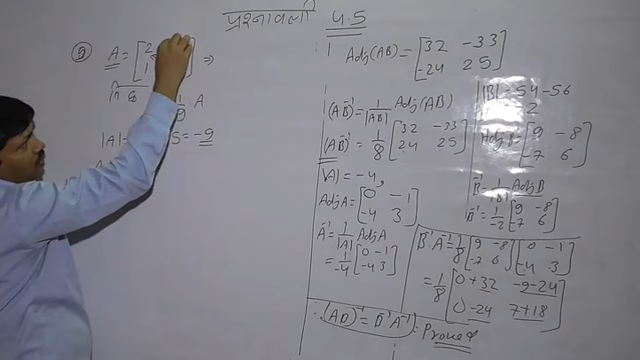 प्रश्नावली 4.5
⑨ A = [2
1 ⇒
A
|A| = = -9
Adj(AB) = [32 -33
-24 25]
(AB)⁻¹ = 1/|AB| Adj(AB)
(AB)⁻¹ = 1/8 [32 -33
24 25]
|A| = -4,
AdjA = [0 -1
-4 3]
A⁻¹ = 1/|A| AdjA
= 1/-4 [0 -1
-4 3]
|B| = 54-56
2
AdjB = [9 -8
-7 6]
B⁻¹ = 1/|B| AdjB
B⁻¹ = 1/-2 [9 -8
-7 6]
B⁻¹A⁻¹ = 1/8 [9 -8
-7 6] [0 -1
-4 3]
= 1/8 [0+32 -9-24
0-24 7+18]
∴ (AB)⁻¹ = B⁻¹A⁻¹ Proved